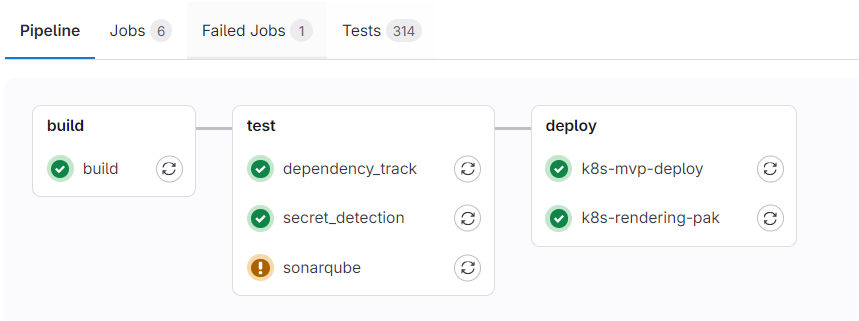 Pipeline Jobs 6 Failed Jobs 1 Tests 314
build test deploy
build dependency_track k8s-mvp-deploy
secret_detection k8s-rendering-pak
sonarqube